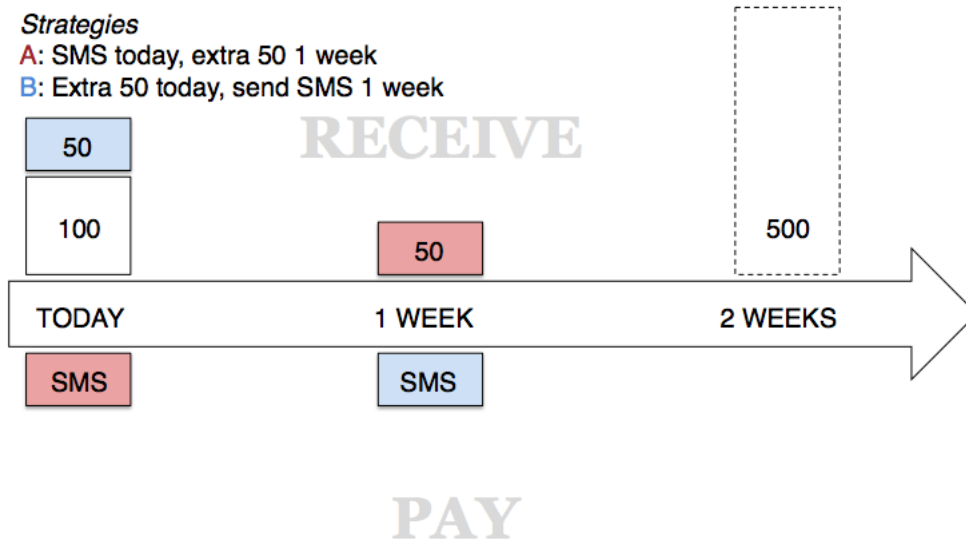 Strategies
A: SMS today, extra 50 1 week
B: Extra 50 today, send SMS 1 week
RECEIVE
50
100
50
500
TODAY
1 WEEK
2 WEEKS
SMS
SMS
PAY